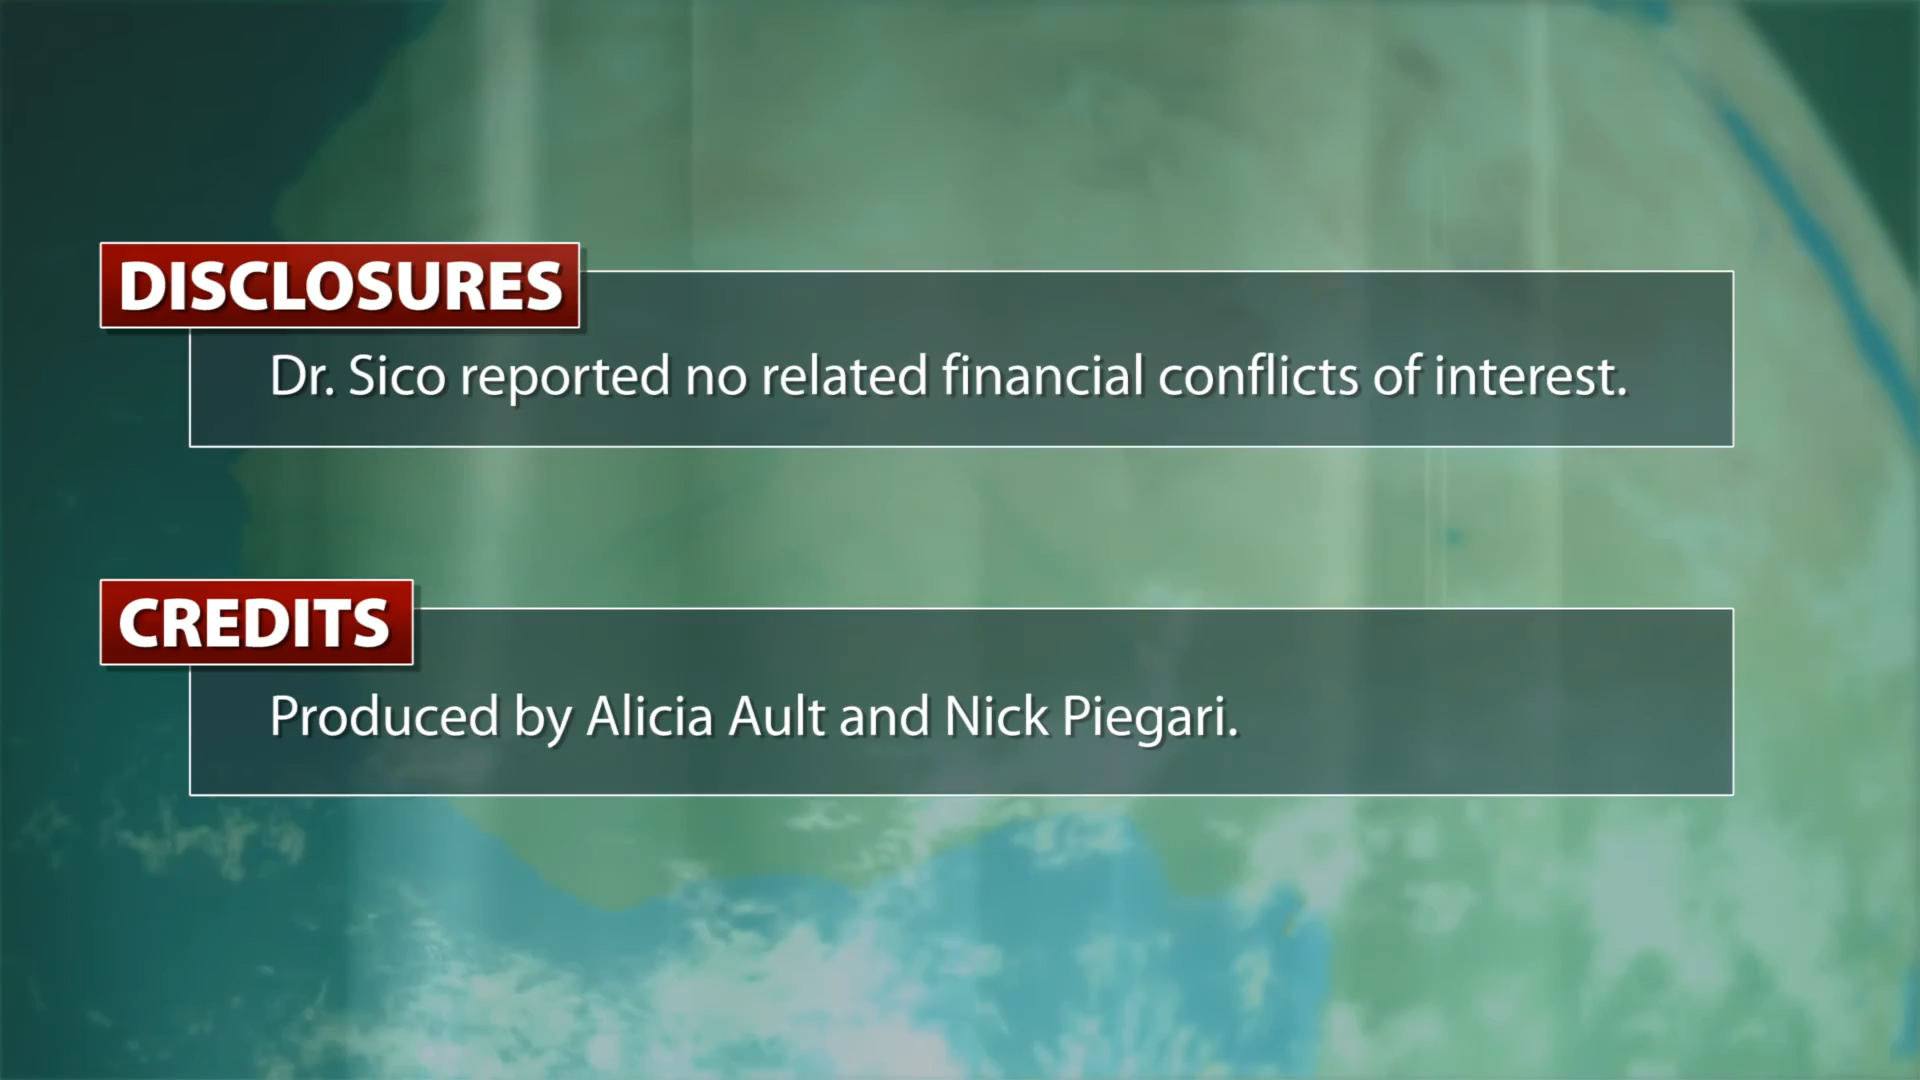 DISCLOSURES
Dr. Sico reported no related financial conflicts of interest.
CREDITS
Produced by Alicia Ault and Nick Piegari.